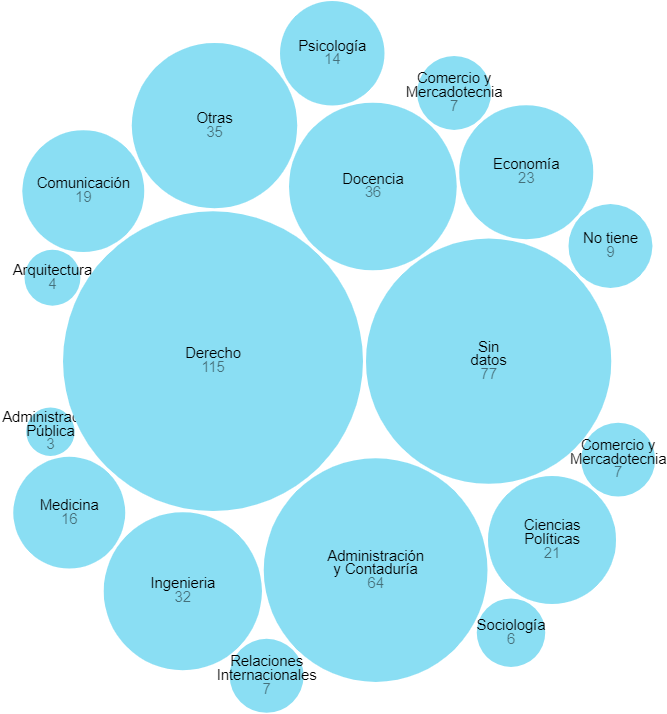 Psicología
14
Comercio y
Mercadotecnia
7
Otras
35
Economía
23
Docencia
36
Comunicación
19
No tiene
9
Arquitectura
4
Derecho
115
Sin
datos
77
Administrac
Pública
3
Comercio y
Mercadotecnia
7
Medicina
16
Ciencias
Políticas
21
Administración
y Contaduría
64
Ingenieria
32
Sociología
6
Relaciones
Internacionales
7